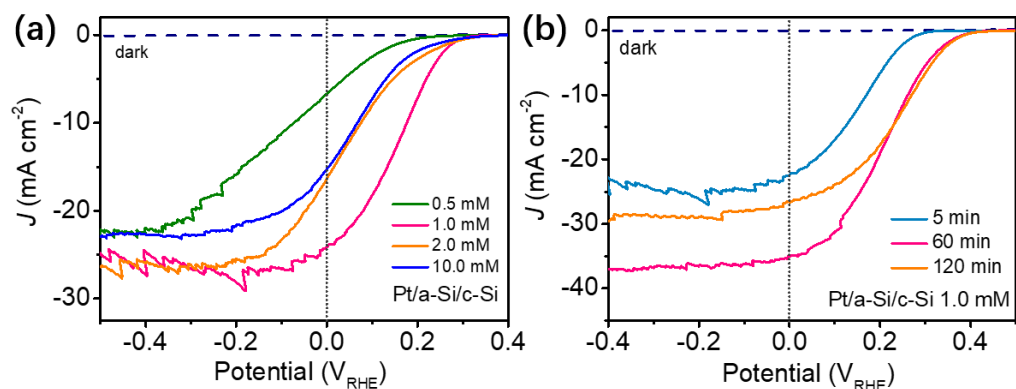 (a)
0
-10
-20
-30
J (mA cm-2)
dark
0.5 mM
1.0 mM
2.0 mM
10.0 mM
Pt/a-Si/c-Si
-0.4
-0.2
0.0
0.2
0.4
Potential (VRHE)
(b)
0
-10
-20
-30
-40
J (mA cm-2)
dark
5 min
60 min
120 min
Pt/a-Si/c-Si 1.0 mM
-0.4
-0.2
0.0
0.2
0.4
Potential (VRHE)